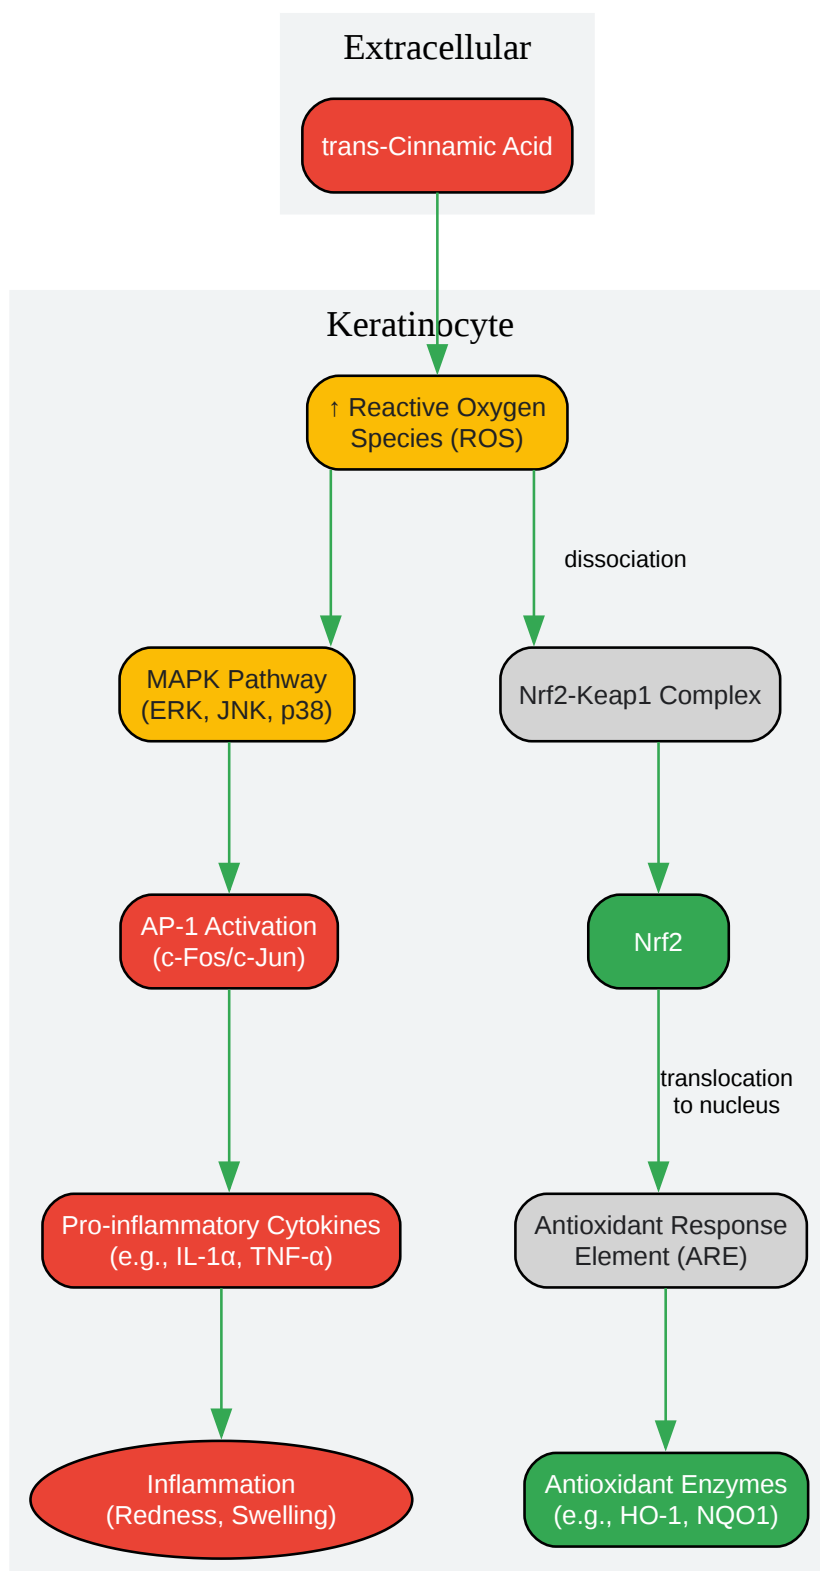 Extracellular
trans-Cinnamic Acid
Keratinocyte
↑ Reactive Oxygen
Species (ROS)
dissociation
MAPK Pathway
(ERK, JNK, p38)
Nrf2-Keap1 Complex
AP-1 Activation
(c-Fos/c-Jun)
Nrf2
translocation
to nucleus
Pro-inflammatory Cytokines
(e.g., IL-1α, TNF-α)
Antioxidant Response
Element (ARE)
Inflammation
(Redness, Swelling)
Antioxidant Enzymes
(e.g., HO-1, NQO1)